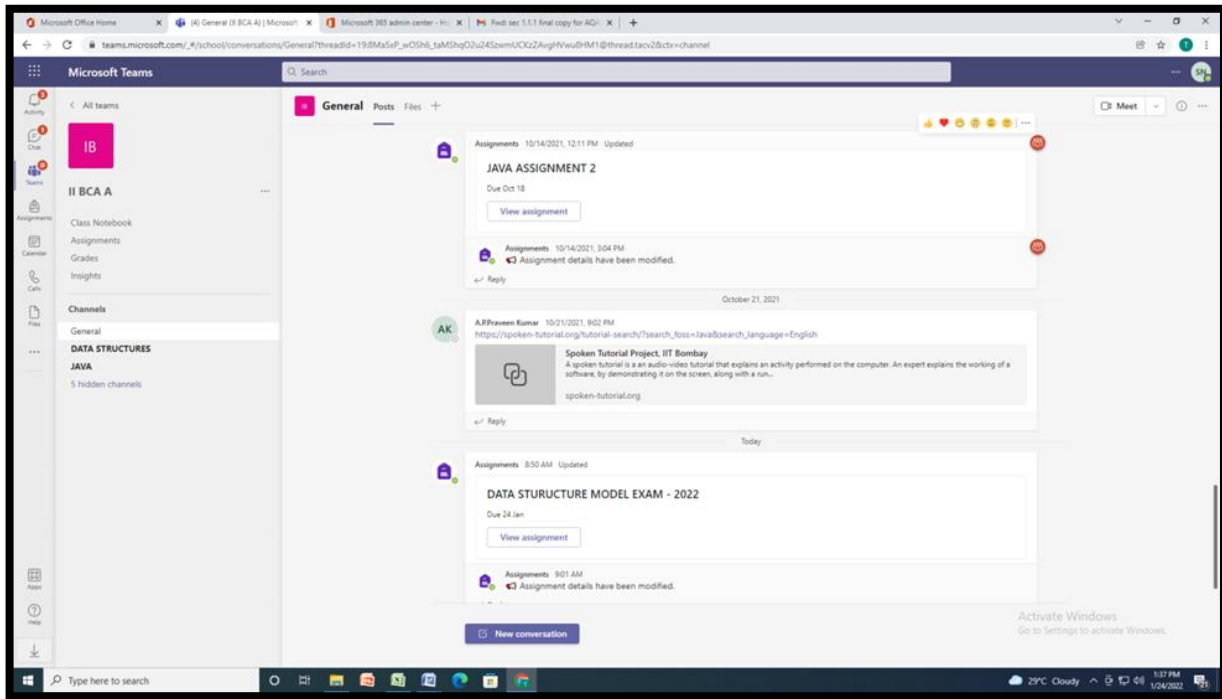 Microsoft Office Home
(4) General (II BCA A) | Microsoft
Microsoft 365 admin center - Ho
Fwd: sec 1.1.1 final copy for AQA
teams.microsoft.com/_#/school/conversations/General?threadId=19:8MaSeP_wOSh6_taMShqO2u24SzwmUCKzZAvgHVwu8HM1@thread.tacv2&ctx=channel
T
Microsoft Teams
Search
SN
Activity
Chat
Teams
Assignments
Calendar
Calls
Files
Apps
Help
All teams
IB
II BCA A
Class Notebook
Assignments
Grades
Insights
Channels
General
DATA STRUCTURES
JAVA
5 hidden channels
General Posts Files +
Meet
Assignments 10/14/2021, 12:11 PM Updated
JAVA ASSIGNMENT 2
Due Oct 18
View assignment
Assignments 10/14/2021, 3:04 PM
Assignment details have been modified.
Reply
October 21, 2021
AK
A.P.Praveen Kumar 10/21/2021, 9:02 PM
https://spoken-tutorial.org/tutorial-search/?search_foss=Java&search_language=English
Spoken Tutorial Project, IIT Bombay
A spoken tutorial is a an audio-video tutorial that explains an activity performed on the computer. An expert explains the working of a
software, by demonstrating it on the screen, along with a run...
spoken-tutorial.org
Reply
Today
Assignments 8:50 AM Updated
DATA STURUCTURE MODEL EXAM - 2022
Due 24 Jan
View assignment
Assignments 9:01 AM
Assignment details have been modified.
New conversation
Activate Windows
Go to Settings to activate Windows.
Type here to search
29°C Cloudy
1:37 PM
1/24/2022